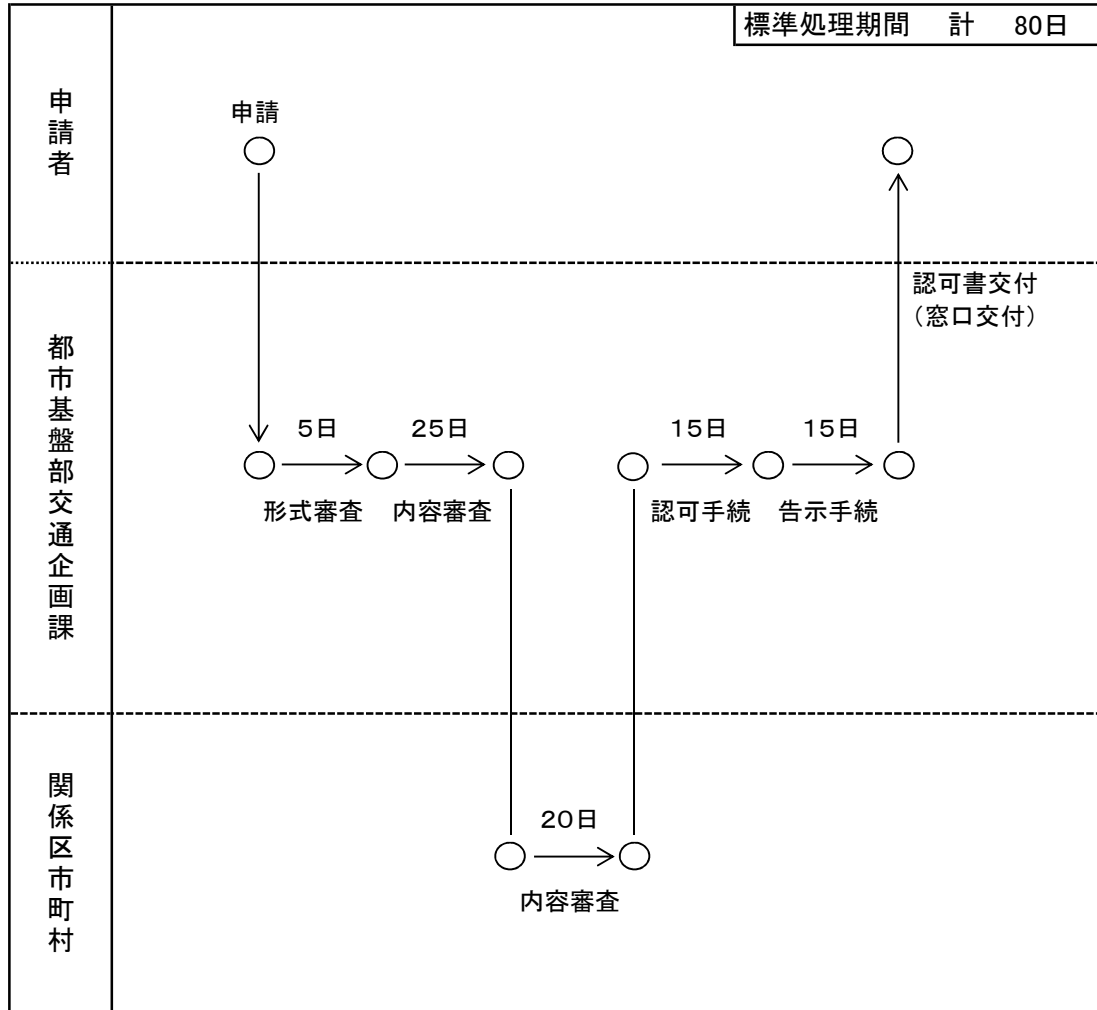 標準処理期間　計　80日
申請者
申請
認可書交付
（窓口交付）
都市基盤部交通企画課
5日
25日
15日
15日
形式審査
内容審査
認可手続
告示手続
関係区市町村
20日
内容審査